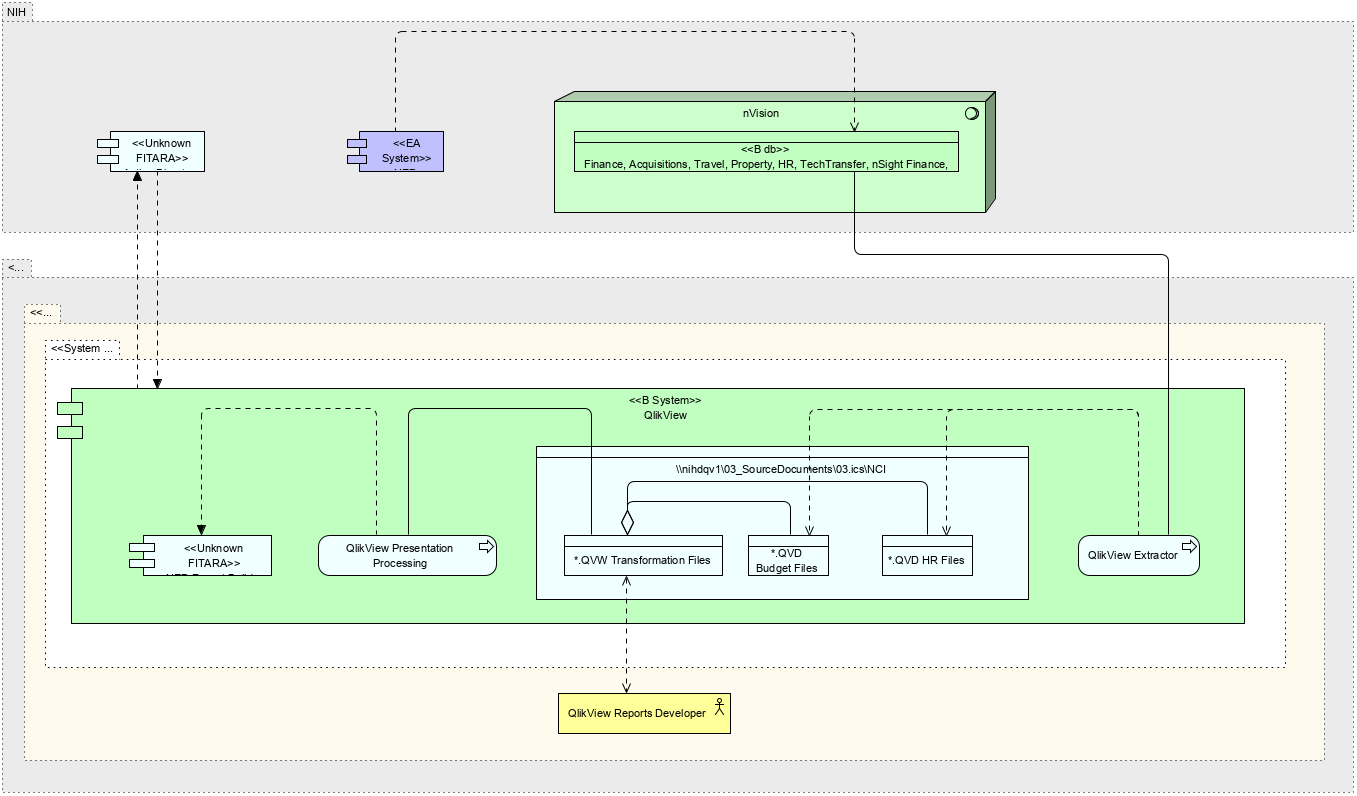 NIH
nVision
<<Unknown
FITARA>>
<<EA
System>>
<<B db>>
Finance, Acquisitions, Travel, Property, HR, TechTransfer, nSight Finance,
<...
<<...
<<System ...
<<B System>>
QlikView
\\nihdqv1\03_SourceDocuments\03.ics\NCI
<<Unknown
FITARA>>
QlikView Presentation
Processing
*.QVW Transformation Files
*.QVD
Budget Files
*.QVD HR Files
QlikView Extractor
QlikView Reports Developer